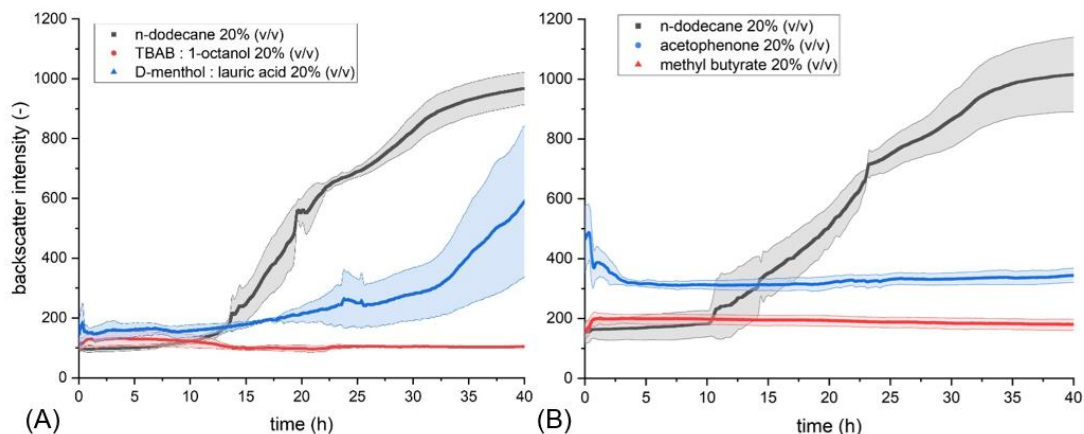 1200
1000
800
600
400
200
0
backscatter intensity (-)
n-dodecane 20% (v/v)
TBAB : 1-octanol 20% (v/v)
D-menthol : lauric acid 20% (v/v)
0 5 10 15 20 25 30 35 40
time (h)
(A)
1200
1000
800
600
400
200
0
n-dodecane 20% (v/v)
acetophenone 20% (v/v)
methyl butyrate 20% (v/v)
0 5 10 15 20 25 30 35 40
time (h)
(B)